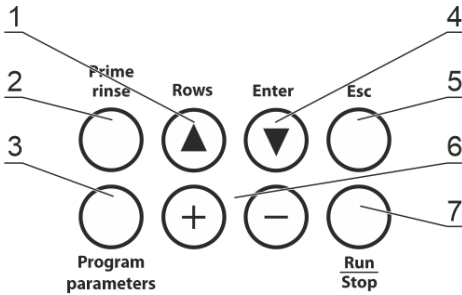 1
4
Prime
rinse
Rows
Enter
Esc
2
5
3
6
+
−
7
Program
parameters
Run
Stop